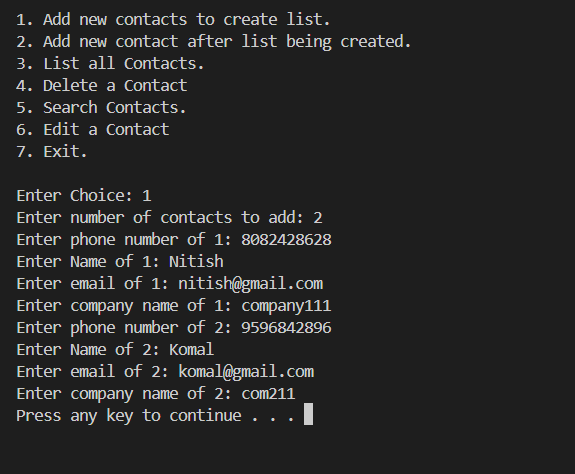 1. Add new contacts to create list.
2. Add new contact after list being created.
3. List all Contacts.
4. Delete a Contact
5. Search Contacts.
6. Edit a Contact
7. Exit.
Enter Choice: 1
Enter number of contacts to add: 2
Enter phone number of 1: 8082428628
Enter Name of 1: Nitish
Enter email of 1: nitish@gmail.com
Enter company name of 1: company111
Enter phone number of 2: 9596842896
Enter Name of 2: Komal
Enter email of 2: komal@gmail.com
Enter company name of 2: com211
Press any key to continue . . .